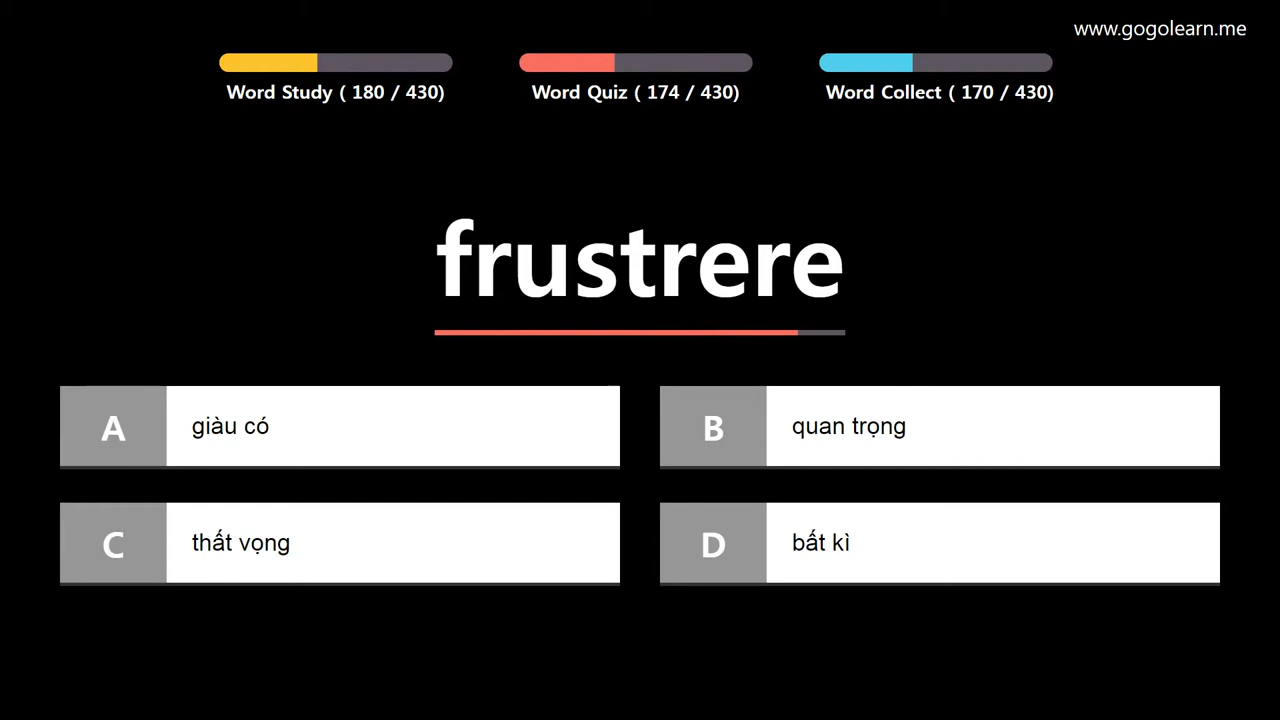 www.gogolearn.me
Word Study ( 180 / 430)
Word Quiz ( 174 / 430)
Word Collect ( 170 / 430)
frustrere
A giàu có
B quan trọng
C thất vọng
D bất kì